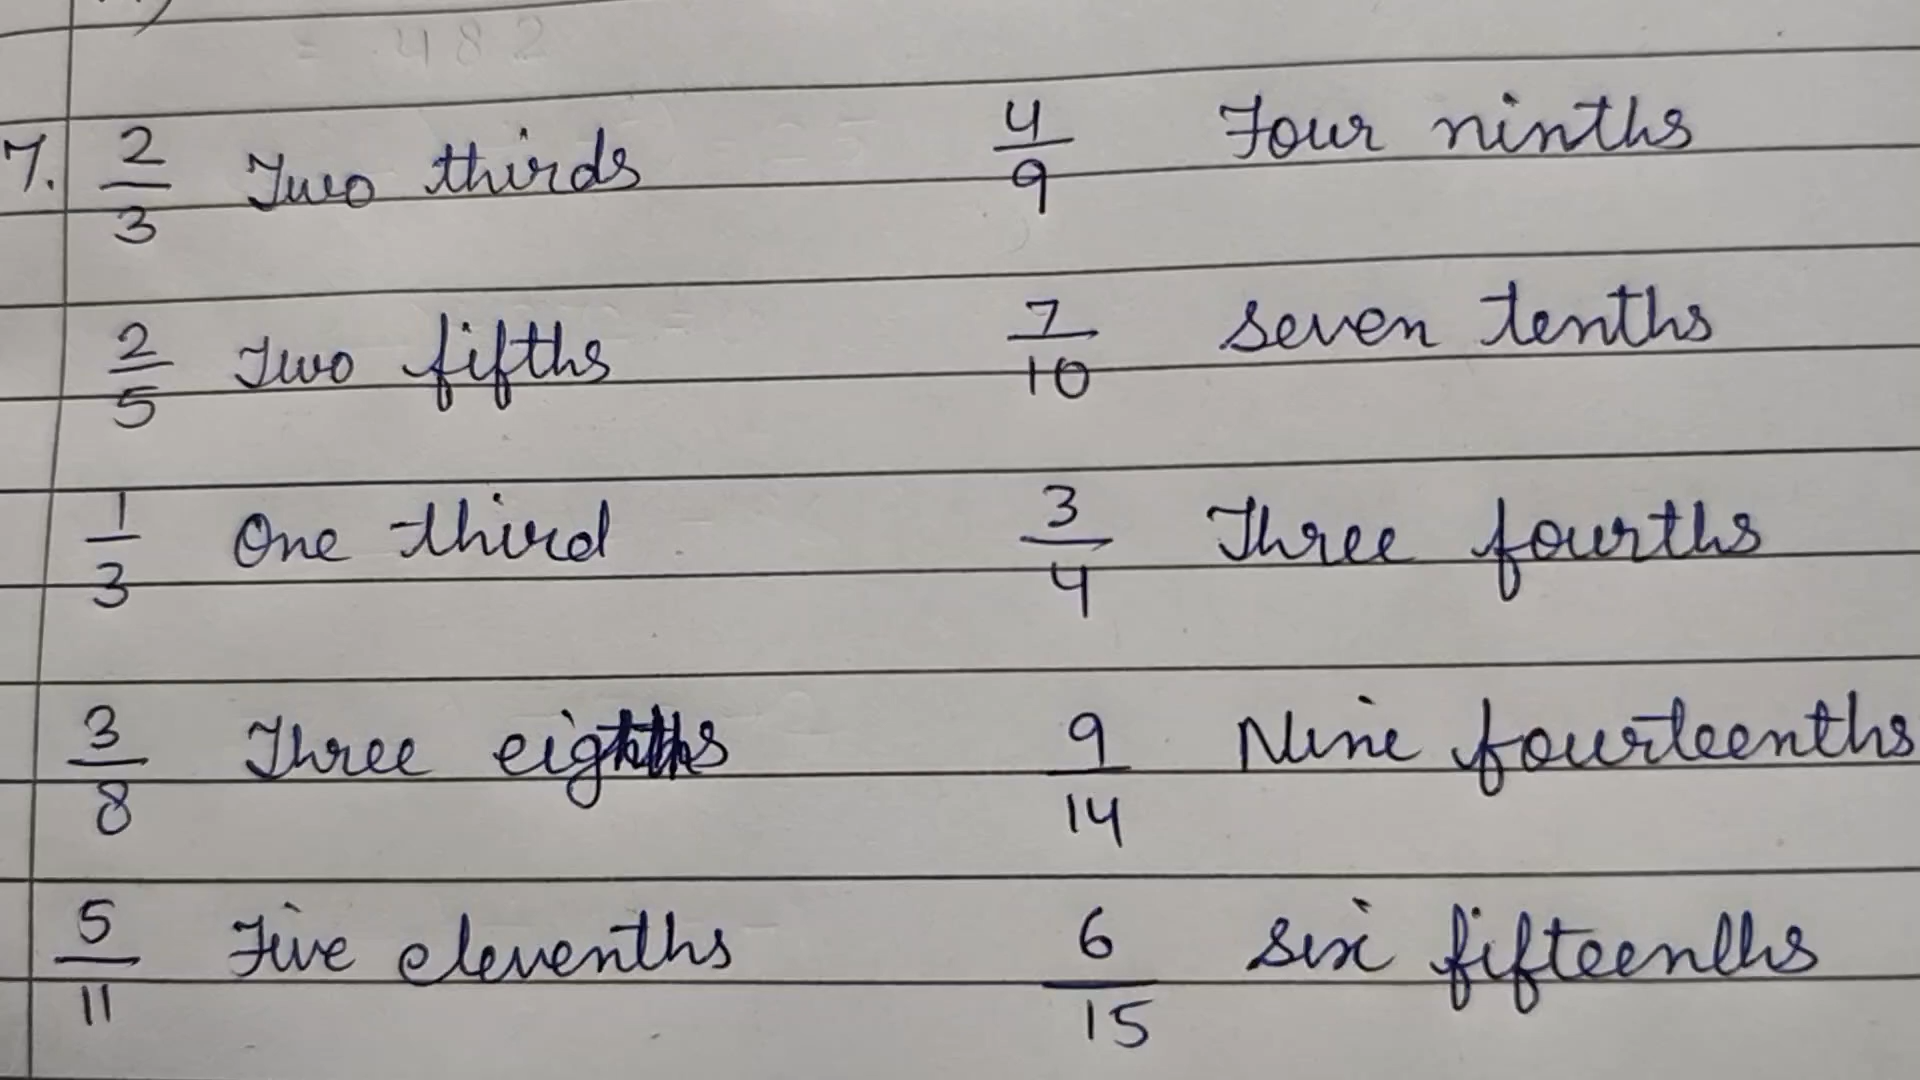 = 482
7. 2/3 Two thirds 4/9 Four ninths
2/5 Two fifths 7/10 Seven tenths
1/3 One third 3/4 Three fourths
3/8 Three eighths 9/14 Nine fourteenths
5/11 Five elevenths 6/15 Six fifteenths